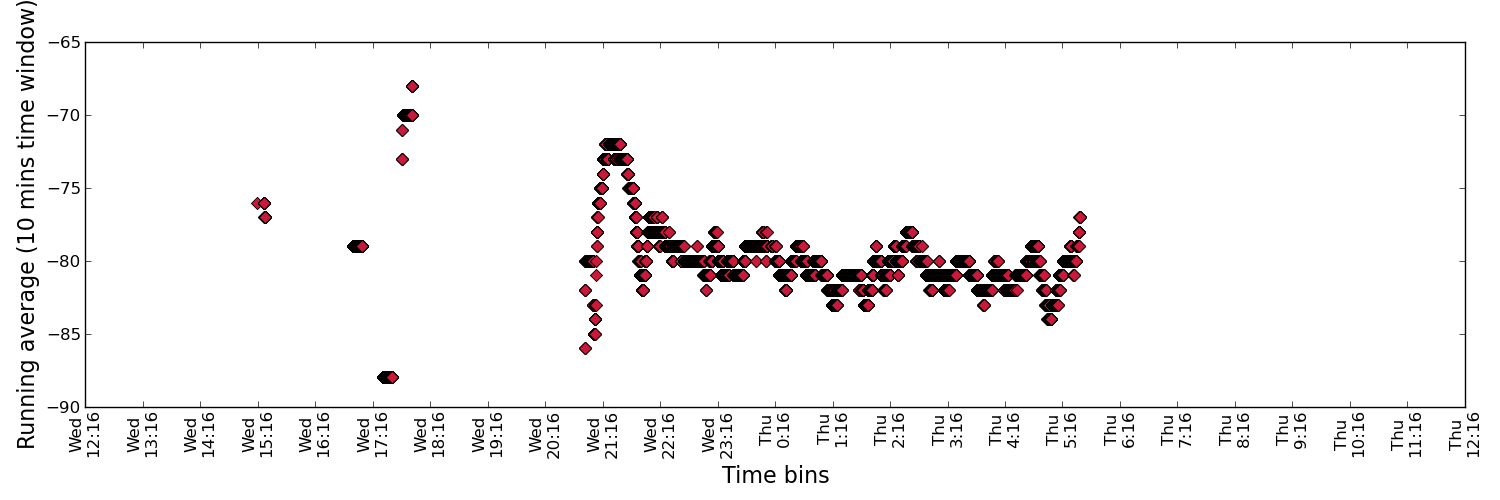 Running average (10 mins time window)
−65
−70
−75
−80
−85
−90
Wed
12:16
Wed
13:16
Wed
14:16
Wed
15:16
Wed
16:16
Wed
17:16
Wed
18:16
Wed
19:16
Wed
20:16
Wed
21:16
Wed
22:16
Wed
23:16
Thu
0:16
Thu
1:16
Thu
2:16
Thu
3:16
Thu
4:16
Thu
5:16
Thu
6:16
Thu
7:16
Thu
8:16
Thu
9:16
Thu
10:16
Thu
11:16
Thu
12:16
Time bins